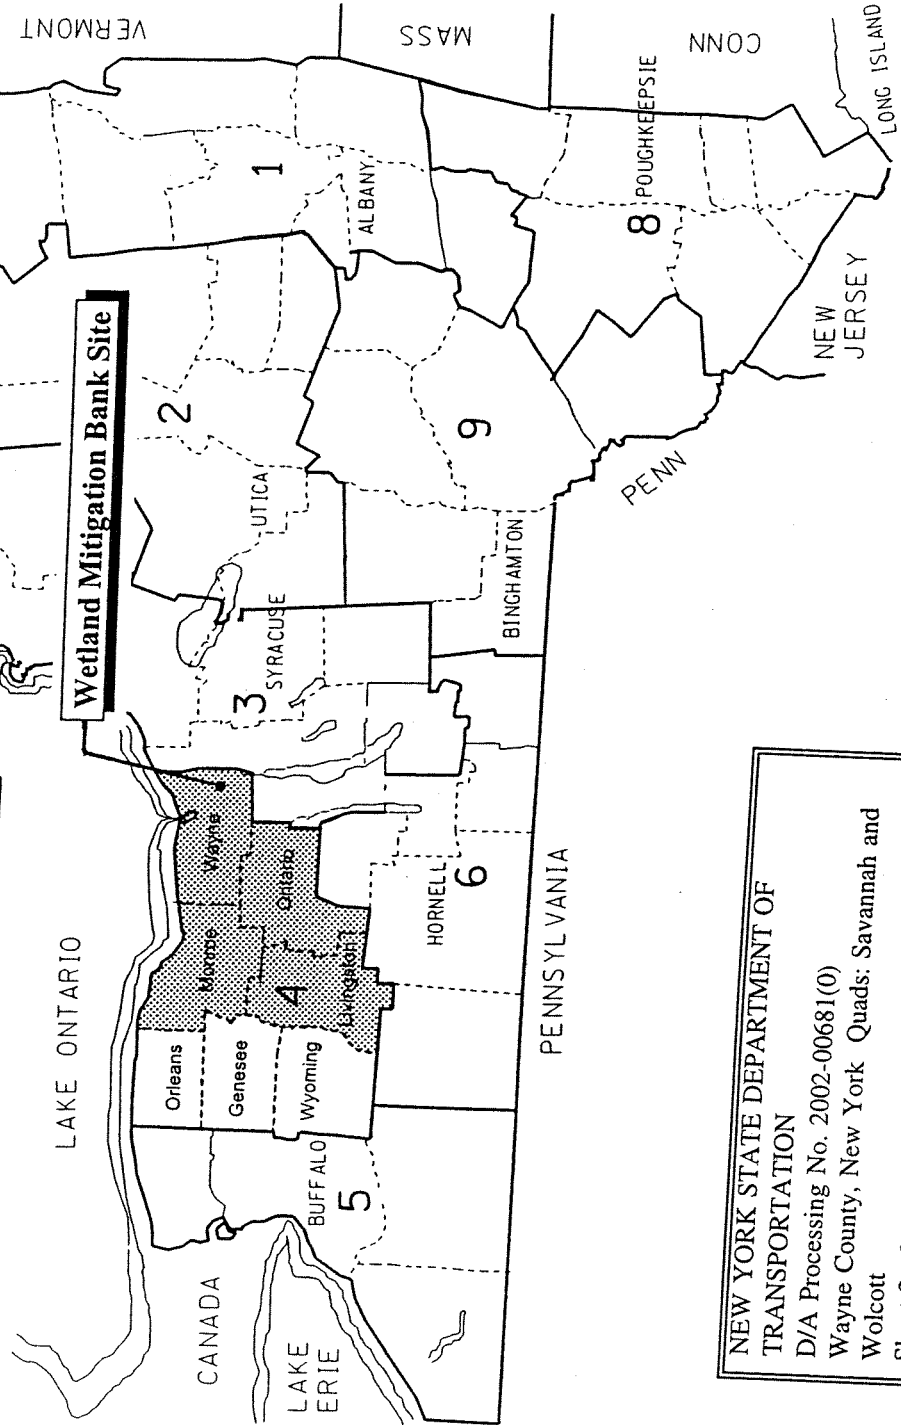 VERMONT
MASS
CONN
LONG ISLAND
1
ALBANY
POUGHKEEPSIE
8
NEW
JERSEY
Wetland Mitigation Bank Site
2
UTICA
9
PENN
BINGHAMTON
SYRACUSE
3
LAKE ONTARIO
Wayne
Ontario
Monroe
4
Livingston
HORNELL
6
PENNSYLVANIA
Orleans
Genesee
Wyoming
BUFFALO
5
CANADA
LAKE
ERIE
NEW YORK STATE DEPARTMENT OF
TRANSPORTATION
D/A Processing No. 2002-00681(0)
Wayne County, New York Quads: Savannah and
Wolcott